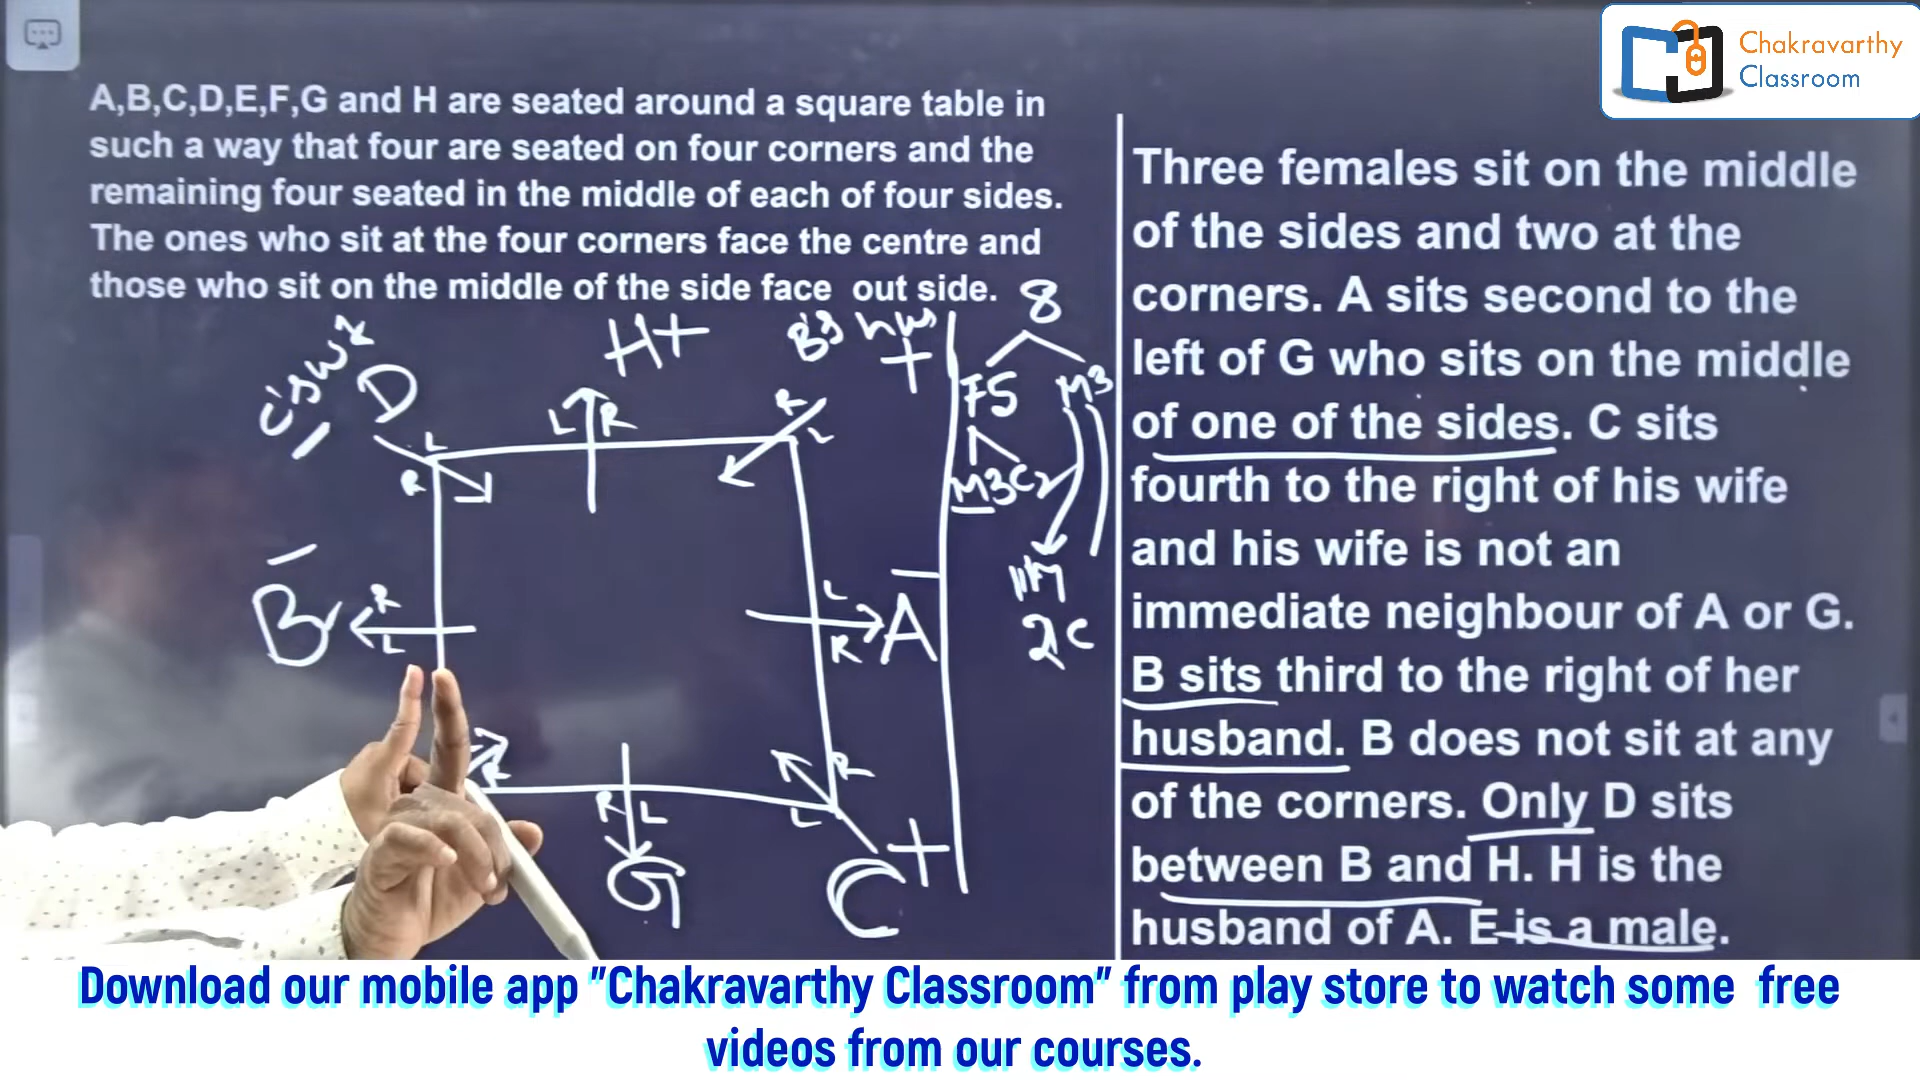 Chakravarthy
Classroom
A,B,C,D,E,F,G and H are seated around a square table in
such a way that four are seated on four corners and the
remaining four seated in the middle of each of four sides.
The ones who sit at the four corners face the centre and
those who sit on the middle of the side face out side.
Three females sit on the middle
of the sides and two at the
corners. A sits second to the
left of G who sits on the middle
of one of the sides. C sits
fourth to the right of his wife
and his wife is not an
immediate neighbour of A or G.
B sits third to the right of her
husband. B does not sit at any
of the corners. Only D sits
between B and H. H is the
husband of A. E is a male.
8
M3
M3
2C
H+
+
D
L
R
L R
R
L
B
R
L
L
R
A
R
R L
G
R
L
C+
Download our mobile app "Chakravarthy Classroom" from play store to watch some free
videos from our courses.